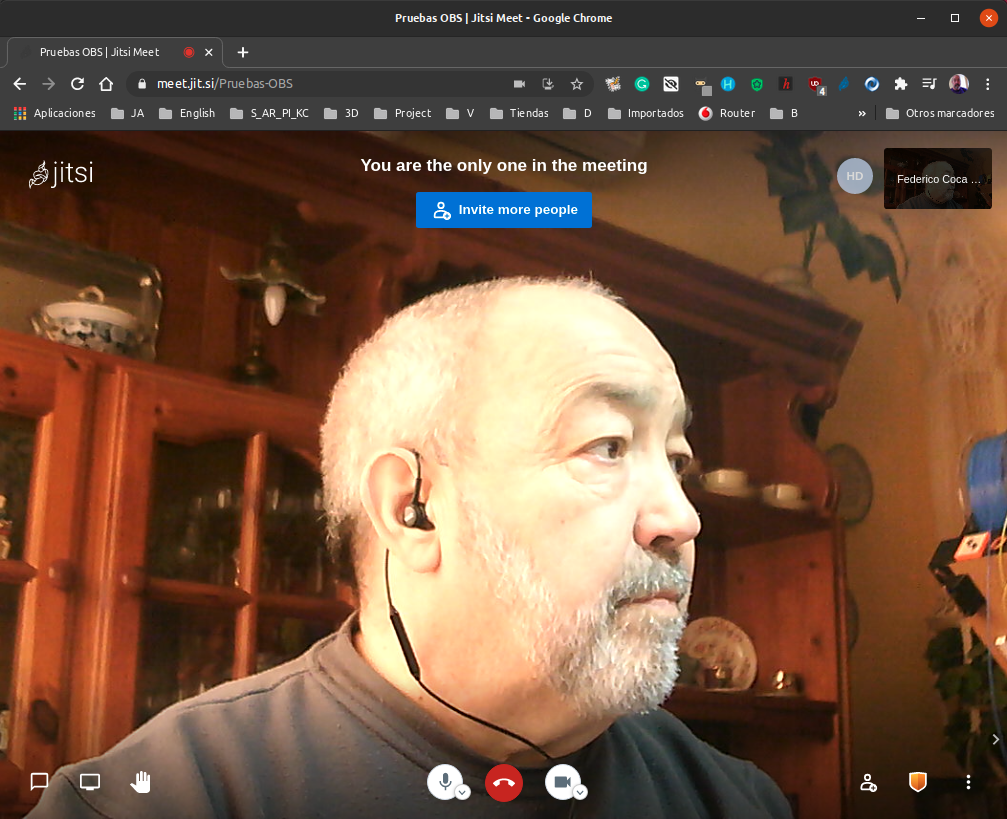 Pruebas OBS | Jitsi Meet - Google Chrome
Pruebas OBS | Jitsi Meet
meet.jit.si/Pruebas-OBS
4
Aplicaciones JA English S_AR_PI_KC 3D Project V Tiendas D Importados Router B » Otros marcadores
jitsi
You are the only one in the meeting
HD
Federico Coca ...
Invite more people